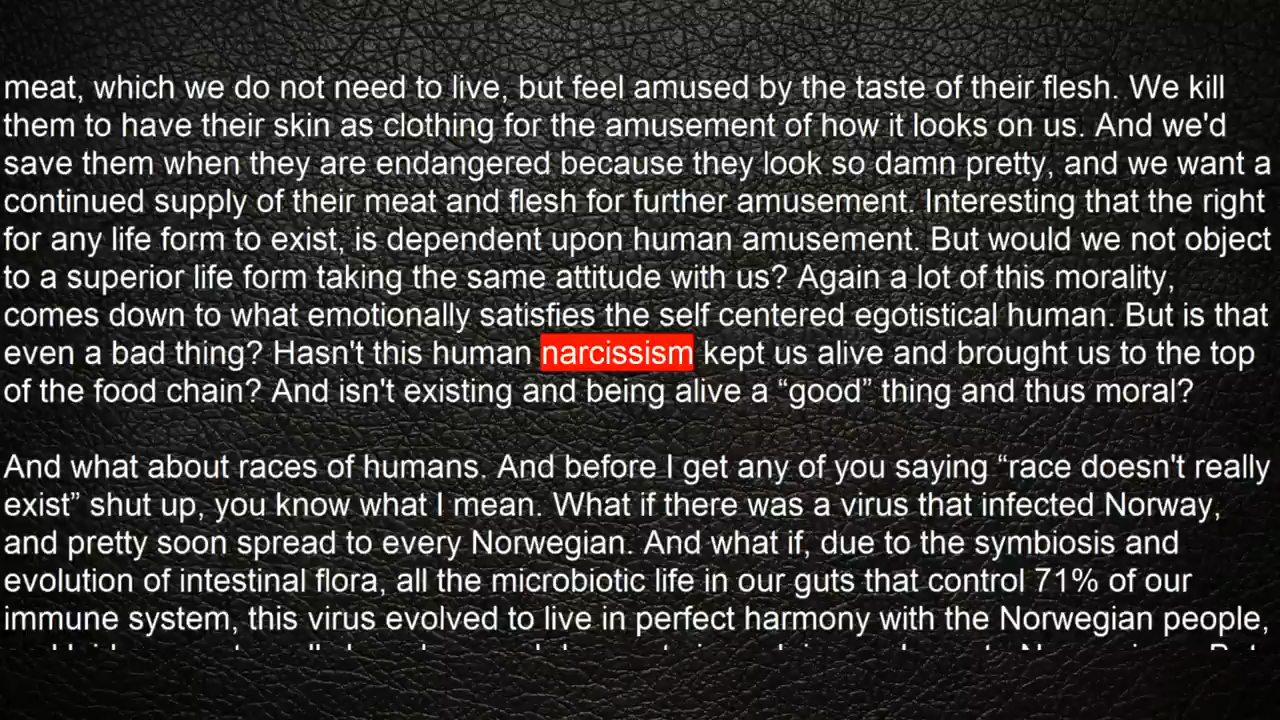 meat, which we do not need to live, but feel amused by the taste of their flesh. We kill
them to have their skin as clothing for the amusement of how it looks on us. And we'd
save them when they are endangered because they look so damn pretty, and we want a
continued supply of their meat and flesh for further amusement. Interesting that the right
for any life form to exist, is dependent upon human amusement. But would we not object
to a superior life form taking the same attitude with us? Again a lot of this morality,
comes down to what emotionally satisfies the self centered egotistical human. But is that
even a bad thing? Hasn't this human narcissism kept us alive and brought us to the top
of the food chain? And isn't existing and being alive a “good” thing and thus moral?
And what about races of humans. And before I get any of you saying “race doesn't really
exist” shut up, you know what I mean. What if there was a virus that infected Norway,
and pretty soon spread to every Norwegian. And what if, due to the symbiosis and
evolution of intestinal flora, all the microbiotic life in our guts that control 71% of our
immune system, this virus evolved to live in perfect harmony with the Norwegian people,